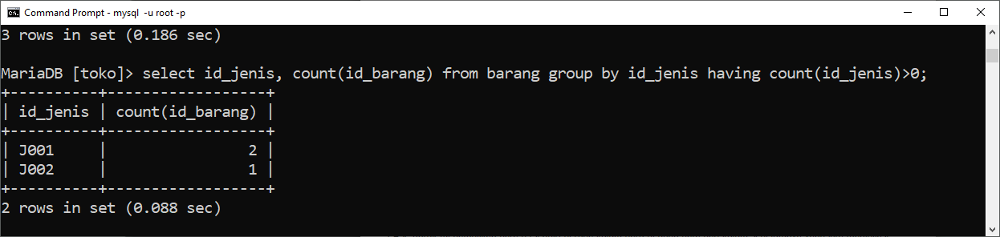 Command Prompt - mysql  -u root -p
3 rows in set (0.186 sec)
MariaDB [toko]> select id_jenis, count(id_barang) from barang group by id_jenis having count(id_jenis)>0;
+----------+------------------+
| id_jenis | count(id_barang) |
+----------+------------------+
| J001     |                2 |
| J002     |                1 |
+----------+------------------+
2 rows in set (0.088 sec)